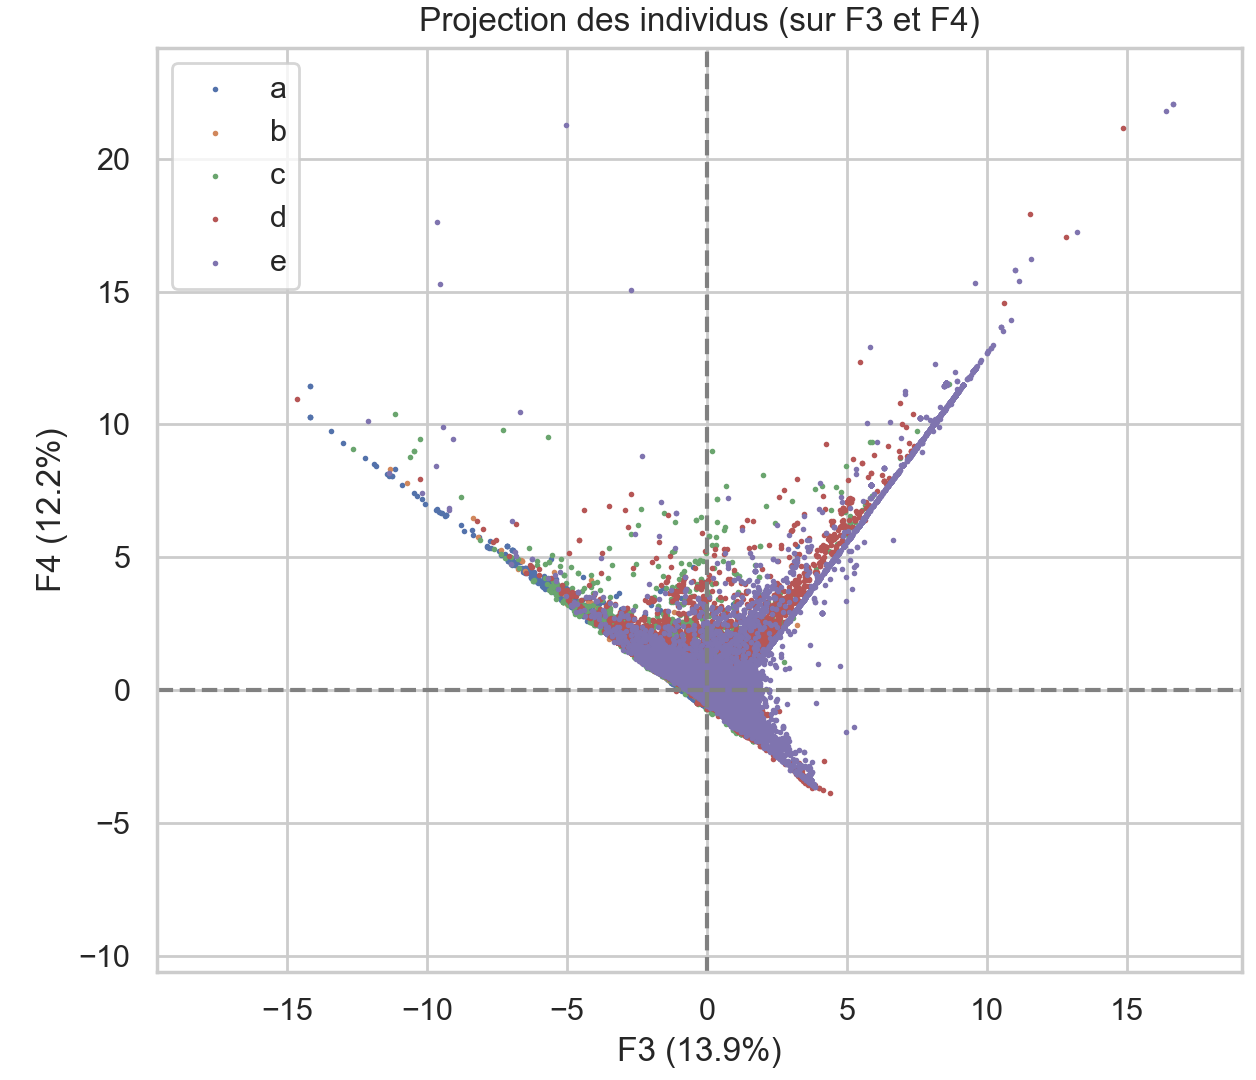 Projection des individus (sur F3 et F4)
a
b
c
d
e
20
15
10
5
0
−5
−10
F4 (12.2%)
−15
−10
−5
0
5
10
15
F3 (13.9%)